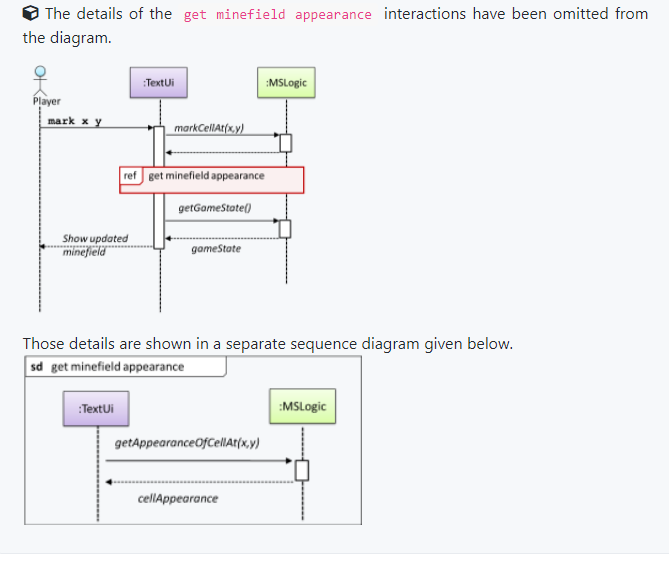 The details of the get minefield appearance interactions have been omitted from
the diagram.
Player
:TextUi
:MSLogic
mark x y
markCellAt(x,y)
ref get minefield appearance
getGameState()
Show updated
minefield
gameState
Those details are shown in a separate sequence diagram given below.
sd get minefield appearance
:TextUi
:MSLogic
getAppearanceOfCellAt(x,y)
cellAppearance